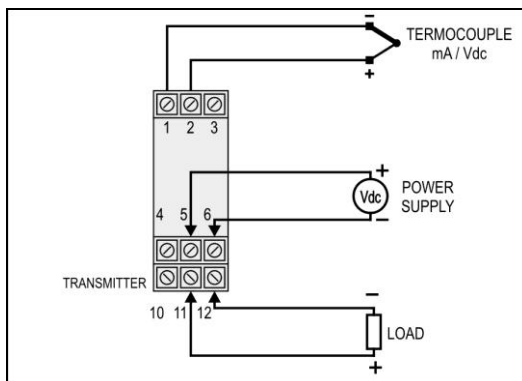 −
TERMOCOUPLE
mA / Vdc
+
1 2 3
+
4 5 6
Vdc
POWER
SUPPLY
−
TRANSMITTER
10 11 12
−
LOAD
+